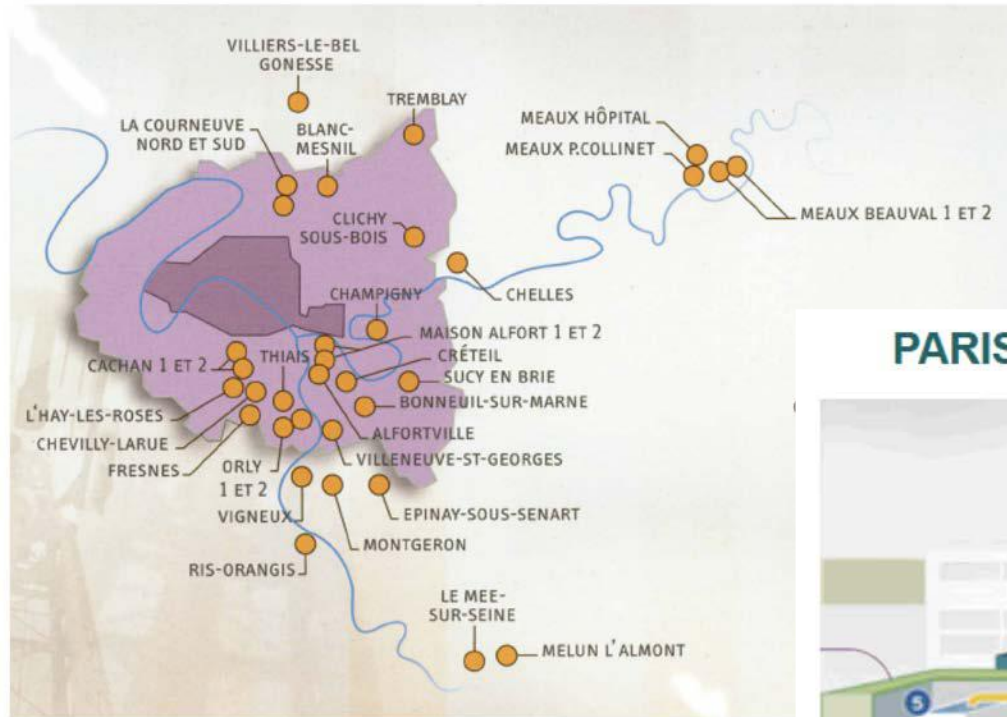 VILLIERS-LE-BEL
GONESSE
TREMBLAY
LA COURNEUVE
NORD ET SUD
BLANC-
MESNIL
MEAUX HÔPITAL
MEAUX P.COLLINET
MEAUX BEAUVAL 1 ET 2
CLICHY
SOUS-BOIS
CHELLES
CHAMPIGNY
MAISON ALFORT 1 ET 2
CACHAN 1 ET 2
THIAIS
CRÉTEIL
SUCY EN BRIE
L'HAY-LES-ROSES
BONNEUIL-SUR-MARNE
CHEVILLY-LARUE
ALFORTVILLE
FRESNES
ORLY
1 ET 2
VILLENEUVE-ST-GEORGES
VIGNEUX
EPINAY-SOUS-SENART
MONTGERON
RIS-ORANGIS
LE MEE-
SUR-SEINE
MELUN L'ALMONT
PARIS
5